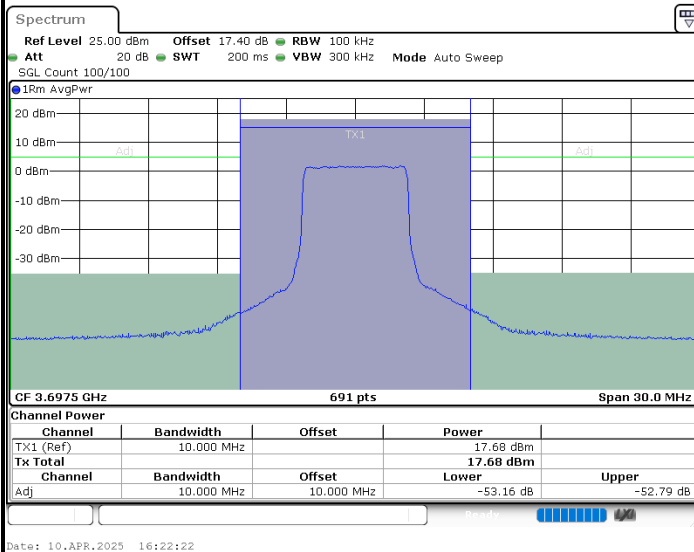 Spectrum
Ref Level 25.00 dBm Offset 17.40 dB RBW 100 kHz
Att 20 dB SWT 200 ms VBW 300 kHz Mode Auto Sweep
SGL Count 100/100
1Rm AvgPwr
20 dBm
TX1
10 dBm
Adj Adj
0 dBm
-10 dBm
-20 dBm
-30 dBm
CF 3.6975 GHz 691 pts Span 30.0 MHz
Channel Power
Channel Bandwidth Offset Power
TX1 (Ref) 10.000 MHz 17.68 dBm
Tx Total 17.68 dBm
Channel Bandwidth Offset Lower Upper
Adj 10.000 MHz 10.000 MHz -53.16 dB -52.79 dB
Ready
Date: 10.APR.2025 16:22:22